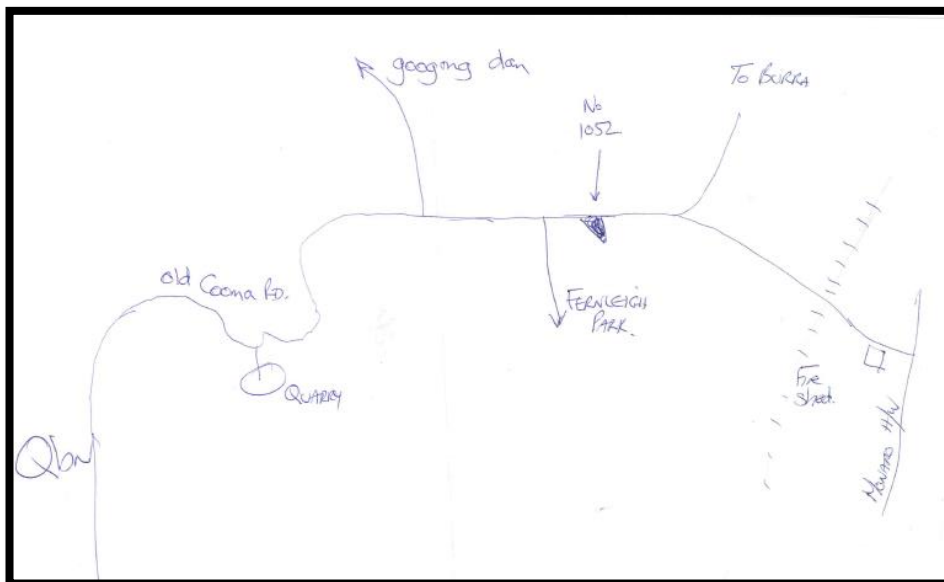 googong dam
To BURRA
No
1052
old Cooma RD.
FERNLEIGH
PARK.
QUARRY
Fire
shed.
Qbn
MONARO H/W